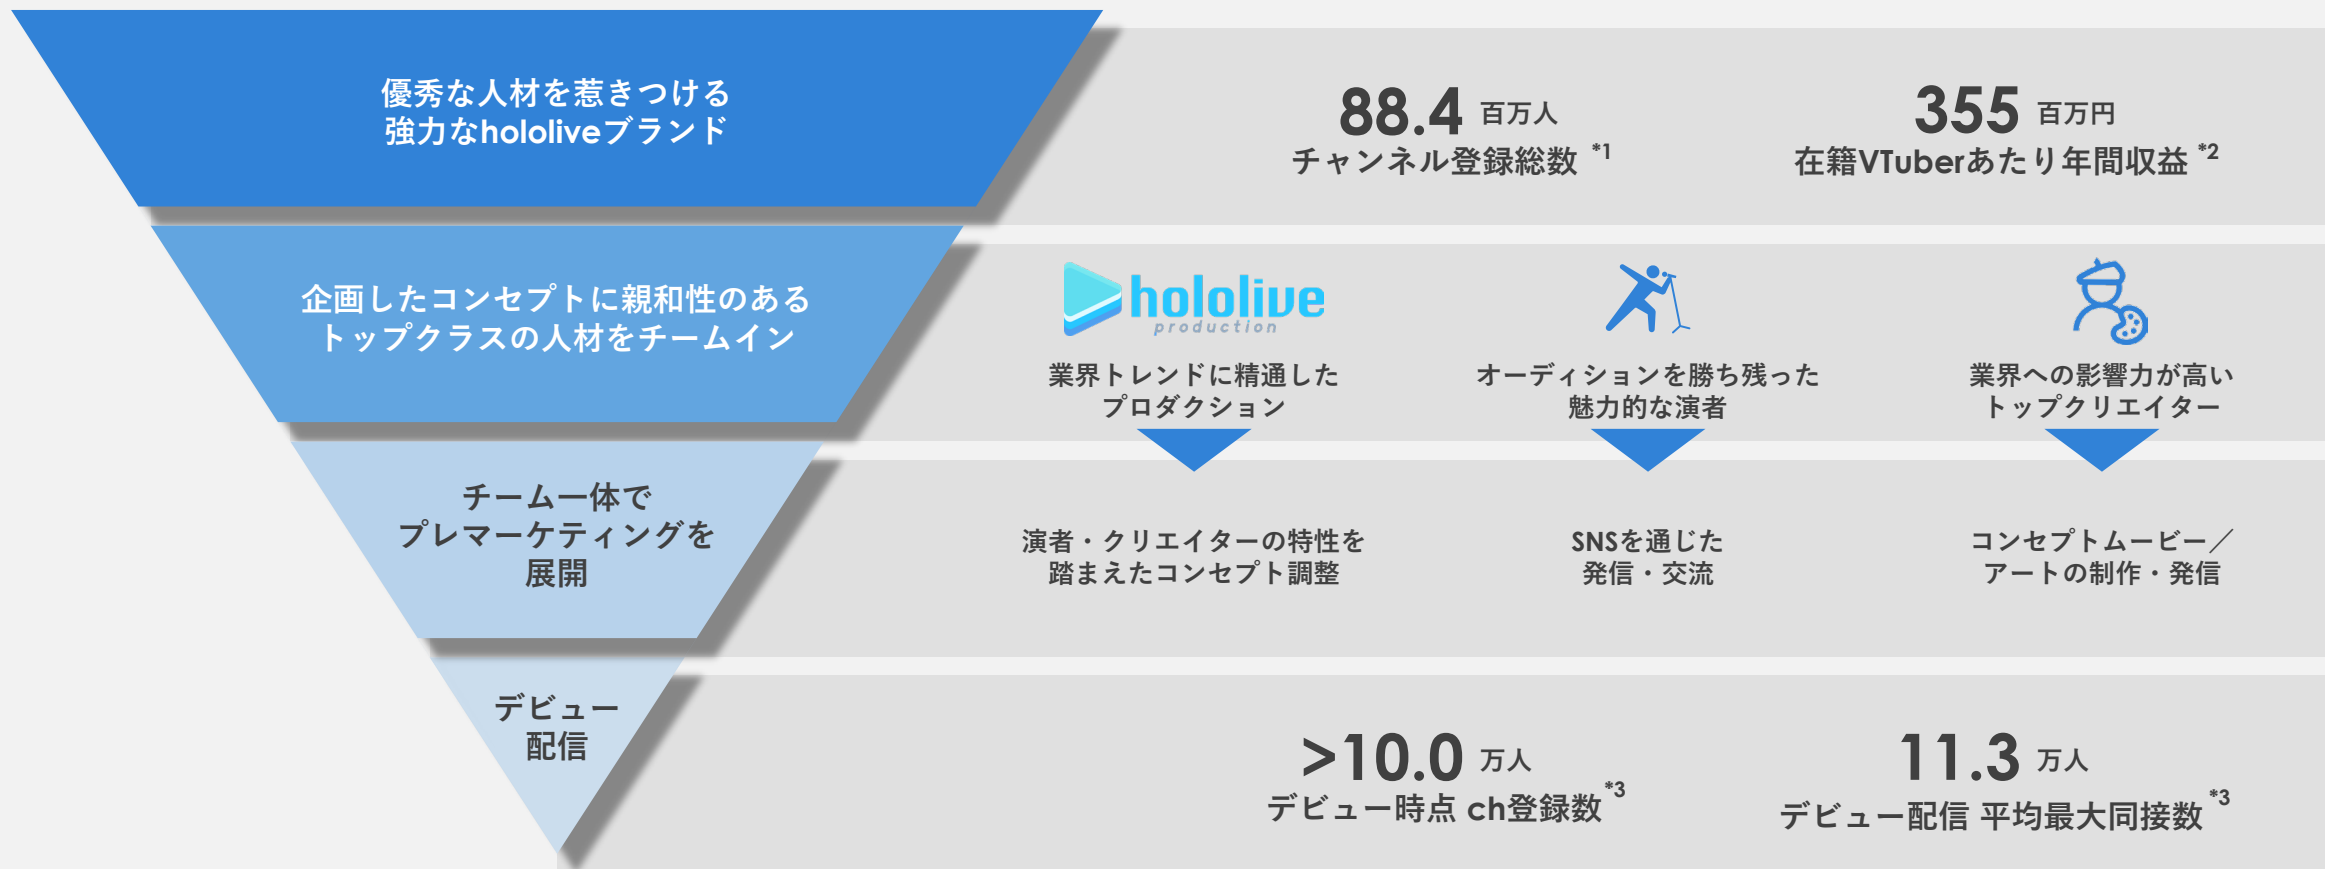 優秀な人材を惹きつける
強力なhololiveブランド
88.4 百万人
チャンネル登録総数 *1
355 百万円
在籍VTuberあたり年間収益 *2
企画したコンセプトに親和性のある
トップクラスの人材をチームイン
hololive
production
業界トレンドに精通した
プロダクション
オーディションを勝ち残った
魅力的な演者
業界への影響力が高い
トップクリエイター
チーム一体で
プレマーケティングを
展開
演者・クリエイターの特性を
踏まえたコンセプト調整
SNSを通じた
発信・交流
コンセプトムービー／
アートの制作・発信
デビュー
配信
>10.0 万人
デビュー時点 ch登録数 *3
11.3 万人
デビュー配信 平均最大同接数 *3